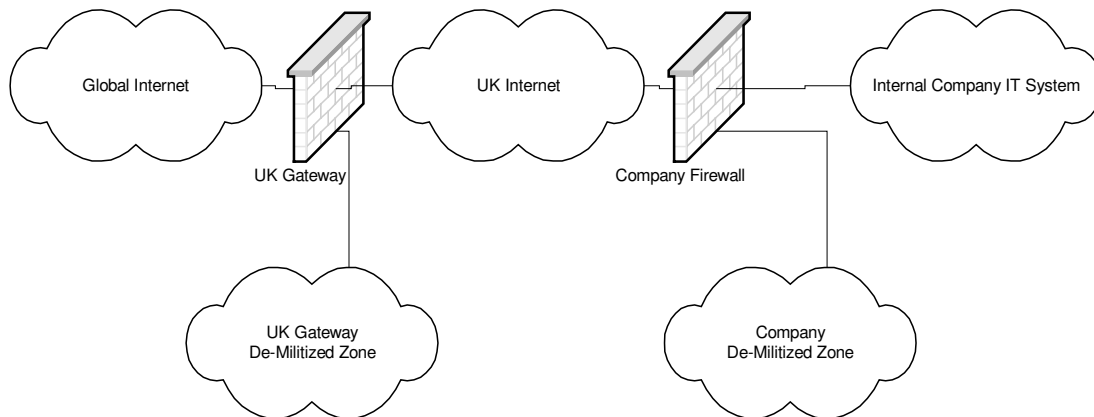 Global Internet
UK Internet
Internal Company IT System
UK Gateway
Company Firewall
UK Gateway
De-Militized Zone
Company
De-Militized Zone